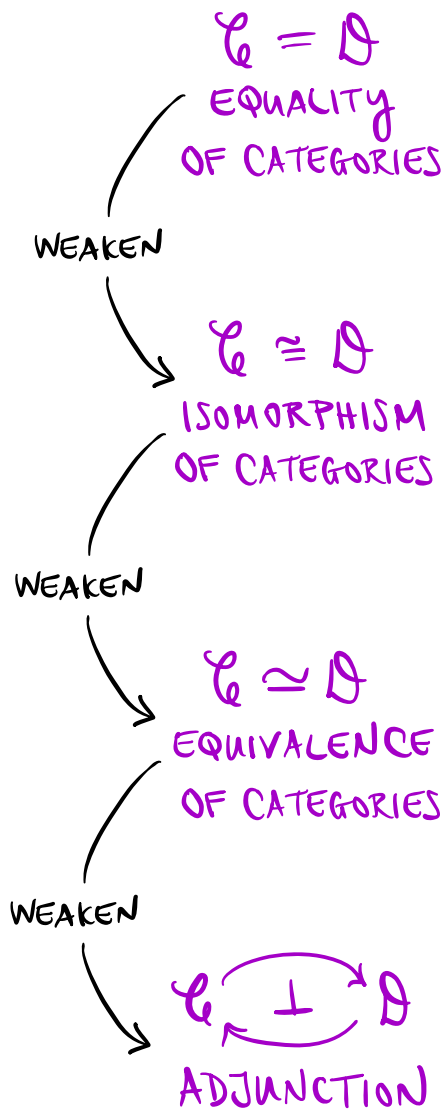 𝒞 = 𝒟
EQUALITY
OF CATEGORIES
WEAKEN
𝒞 ≅ 𝒟
ISOMORPHISM
OF CATEGORIES
WEAKEN
𝒞 ≃ 𝒟
EQUIVALENCE
OF CATEGORIES
WEAKEN
𝒞 ⊥ 𝒟
ADJUNCTION